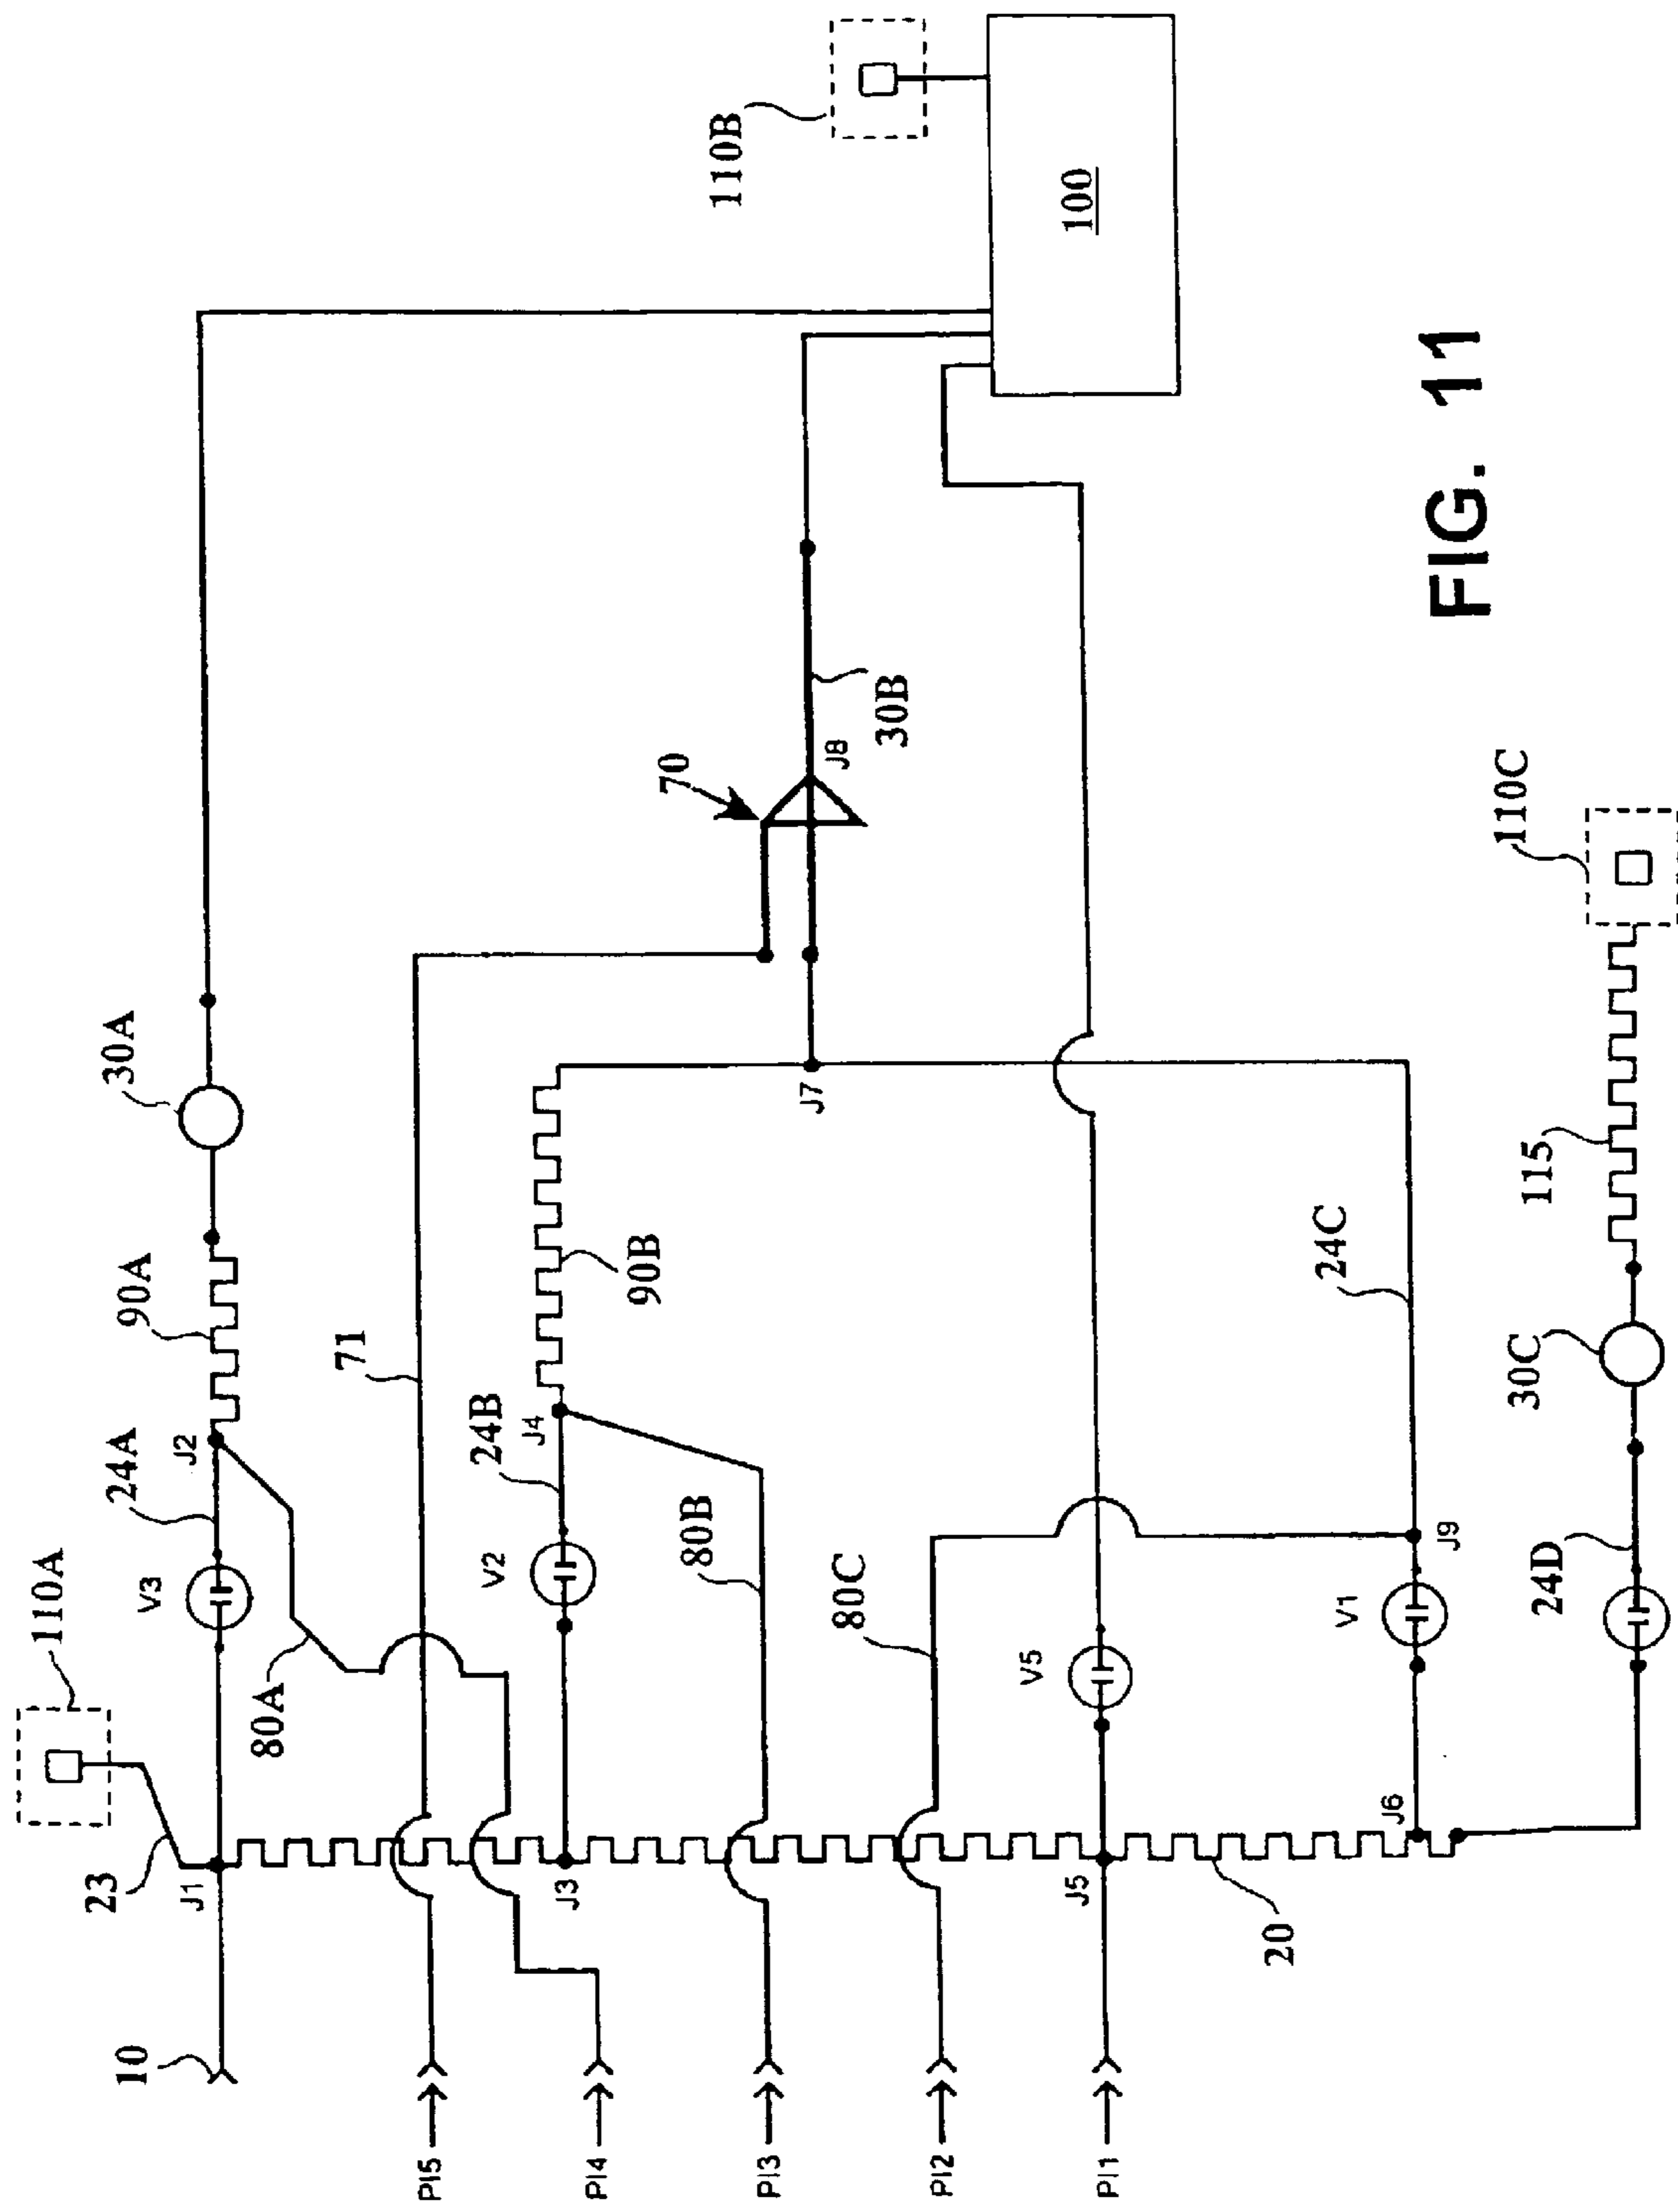 110A
23
10
24A
90A
30A
V3
J1
J2
80A
71
PI5
24B
V2
J4
J3
PI4
90B
70
80B
110B
PI3
J7
J8
80C
30B
PI2
V5
100
J5
PI1
20
24C
V1
J6
J9
FIG. 11
24D
30C
115
110C